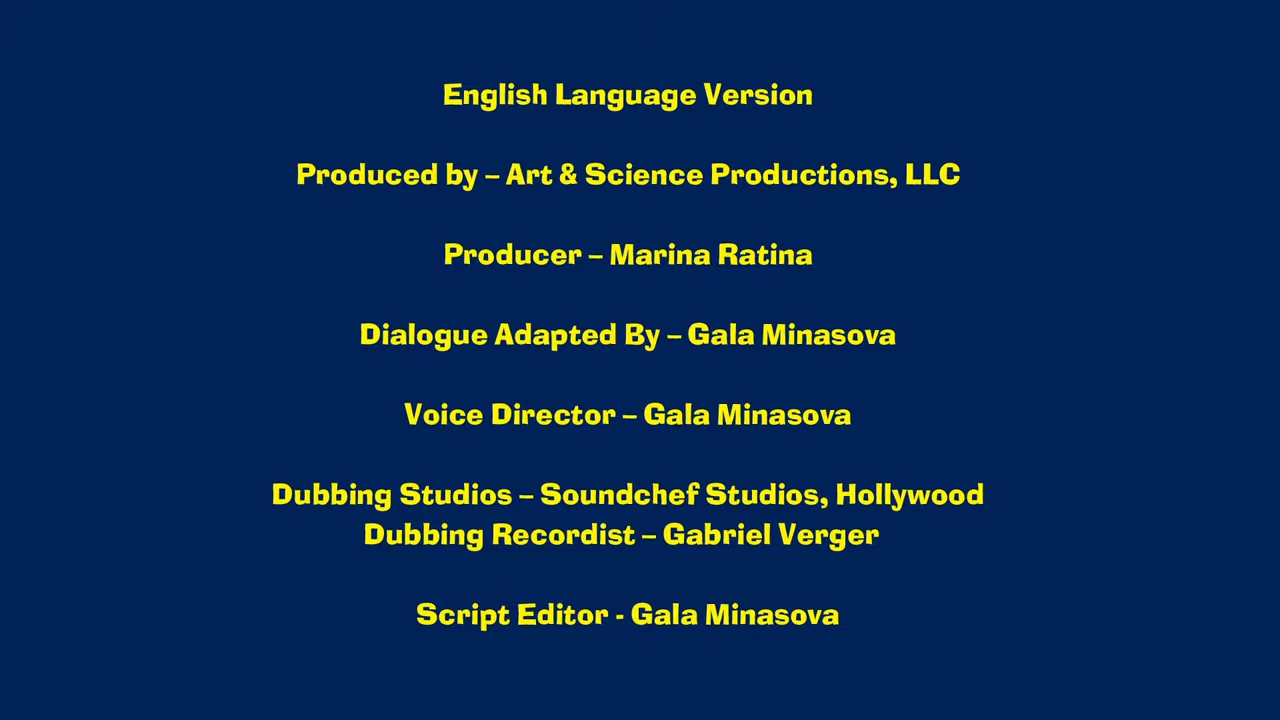 English Language Version
Produced by – Art & Science Productions, LLC
Producer – Marina Ratina
Dialogue Adapted By – Gala Minasova
Voice Director – Gala Minasova
Dubbing Studios – Soundchef Studios, Hollywood
Dubbing Recordist – Gabriel Verger
Script Editor - Gala Minasova